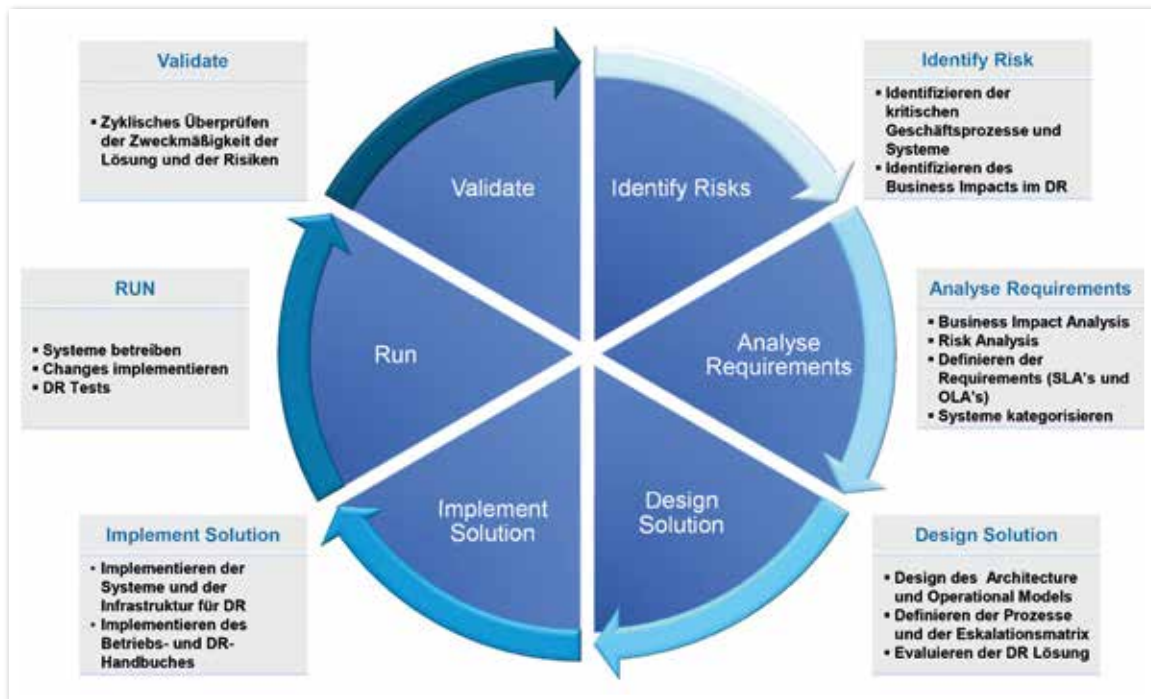 Validate
▪ Zyklisches Überprüfen
der Zweckmäßigkeit der
Lösung und der Risiken
RUN
▪ Systeme betreiben
▪ Changes implementieren
▪ DR Tests
Implement Solution
• Implementieren der
Systeme und der
Infrastruktur für DR
• Implementieren des
Betriebs- und DR-
Handbuches
Validate
Identify Risks
Run
Analyse
Requirements
Implement
Solution
Design
Solution
Identify Risk
▪ Identifizieren der
kritischen
Geschäftsprozesse und
Systeme
▪ Identifizieren des
Business Impacts im DR
Analyse Requirements
▪ Business Impact Analysis
▪ Risk Analysis
▪ Definieren der
Requirements (SLA's und
OLA's)
▪ Systeme kategorisieren
Design Solution
▪ Design des Architecture
und Operational Models
▪ Definieren der Prozesse
und der Eskalationsmatrix
▪ Evaluieren der DR Lösung